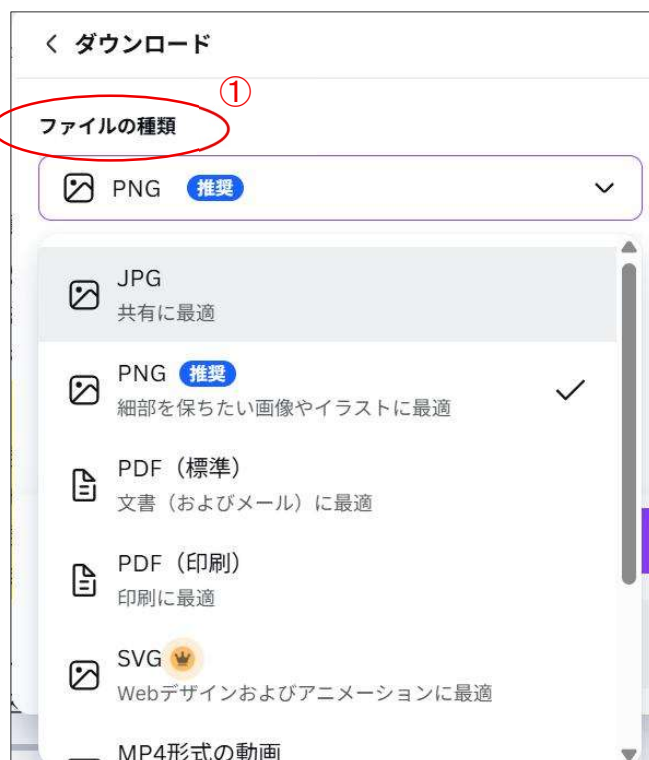 ダウンロード
①
ファイルの種類
PNG 推奨
JPG
共有に最適
PNG 推奨
細部を保ちたい画像やイラストに最適
PDF（標準）
文書（およびメール）に最適
PDF（印刷）
印刷に最適
SVG
Webデザインおよびアニメーションに最適
MP4形式の動画